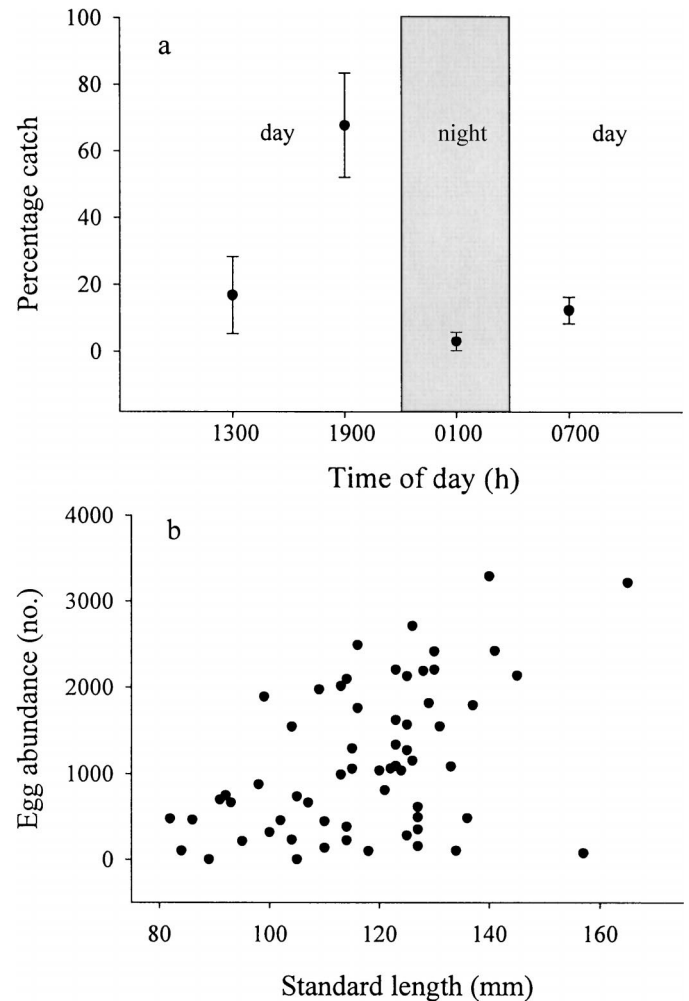 a
100
80
60
40
20
0
Percentage catch
day
night
day
1300 1900 0100 0700
Time of day (h)
b
4000
3000
2000
1000
0
Egg abundance (no.)
80 100 120 140 160
Standard length (mm)